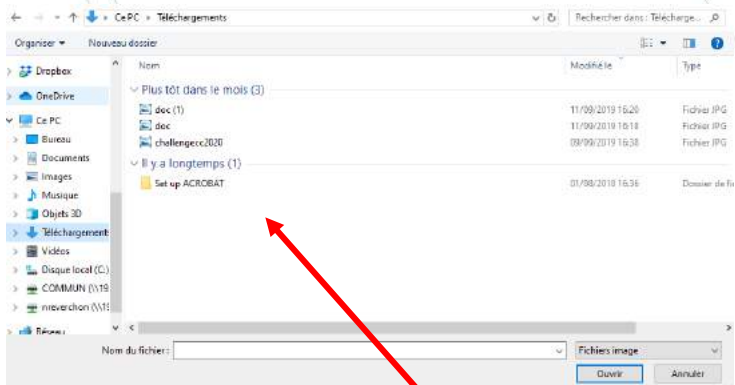 Ce PC › Téléchargements
Rechercher dans : Télécharge...
Organiser Nouveau dossier
Nom Modifié le Type
Dropbox
OneDrive
Ce PC
Bureau
Documents
Images
Musique
Objets 3D
Téléchargement
Vidéos
Disque local (C:)
COMMUN (\\19
nreverchon (\\19
Réseau
Plus tôt dans le mois (3)
doc (1) 11/09/2019 16:20 Fichier JPG
doc 11/09/2019 16:18 Fichier JPG
challengecc2020 09/09/2019 16:38 Fichier JPG
Il y a longtemps (1)
Set up ACROBAT 01/08/2018 16:36 Dossier de fi
Nom du fichier : Fichiers image
Ouvrir Annuler